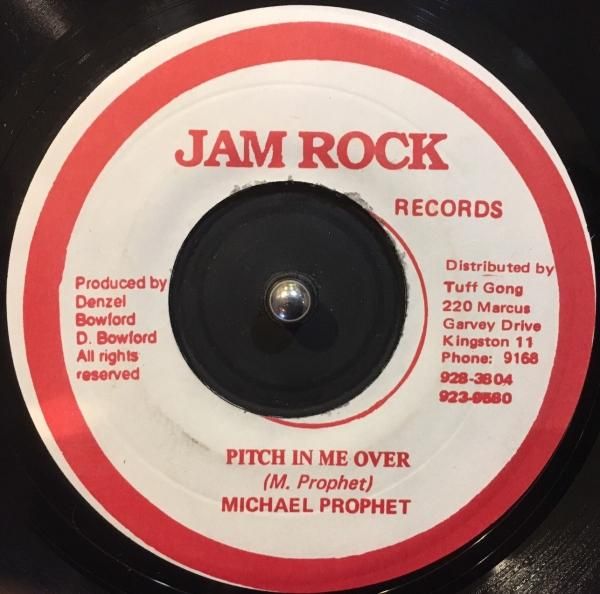 JAM ROCK
RECORDS
Produced by
Denzel
Bowford
D. Bowford
All rights
reserved
Distributed by
Tuff Gong
220 Marcus
Garvey Drive
Kingston 11
Phone: 9168
928-3804
PITCH IN ME OVER
(M. Prophet)
MICHAEL PROPHET